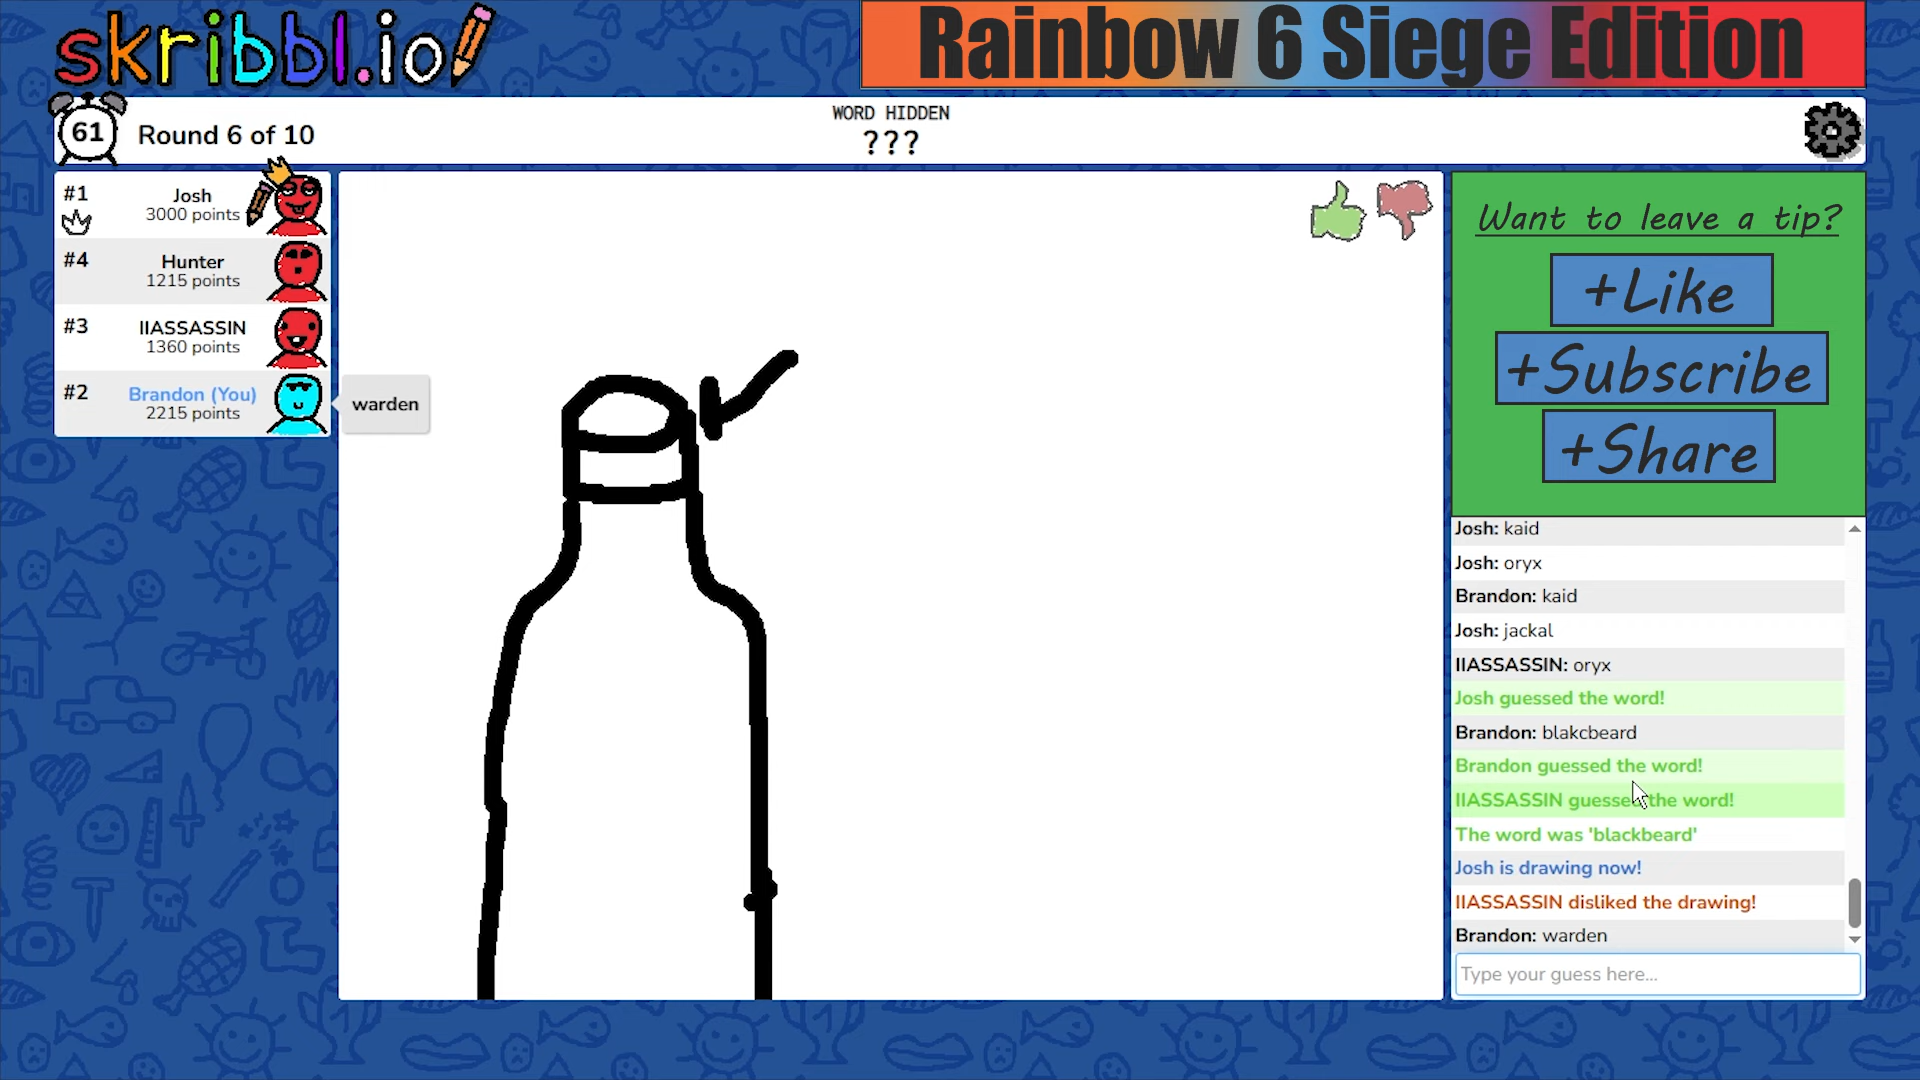 skribbl.io
Rainbow 6 Siege Edition
61
Round 6 of 10
WORD HIDDEN
???
#1
Josh
3000 points
#4
Hunter
1215 points
#3
IIASSASSIN
1360 points
#2
Brandon (You)
2215 points
warden
Want to leave a tip?
+Like
+Subscribe
+Share
Josh: kaid
Josh: oryx
Brandon: kaid
Josh: jackal
IIASSASSIN: oryx
Josh guessed the word!
Brandon: blakcbeard
Brandon guessed the word!
IIASSASSIN guessed the word!
The word was 'blackbeard'
Josh is drawing now!
IIASSASSIN disliked the drawing!
Brandon: warden
Type your guess here...